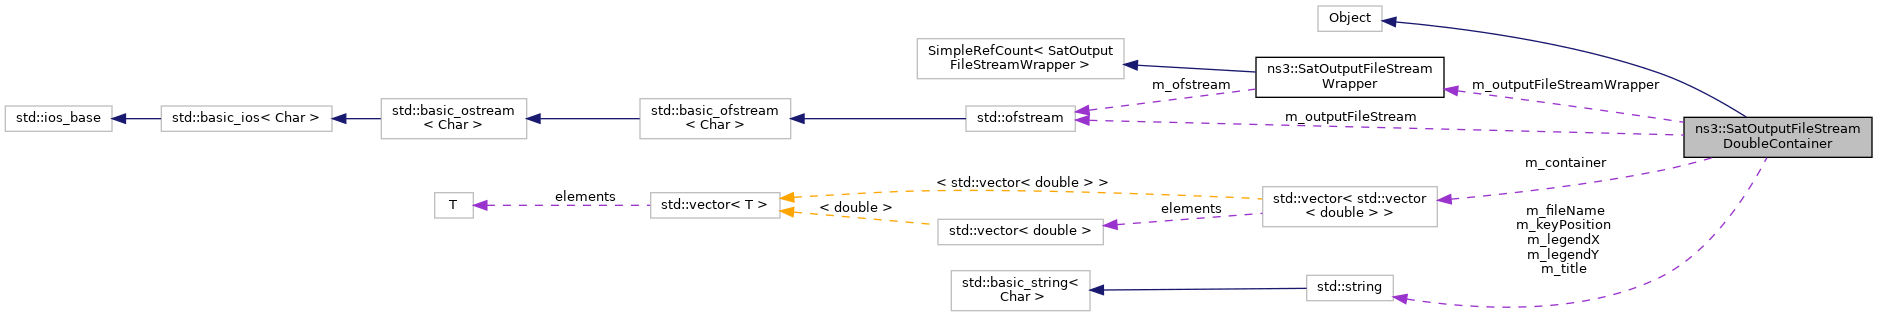 Object
SimpleRefCount< SatOutput
FileStreamWrapper >
ns3::SatOutputFileStream
Wrapper
m_ofstream
m_outputFileStreamWrapper
std::ios_base
std::basic_ios< Char >
std::basic_ostream
< Char >
std::basic_ofstream
< Char >
std::ofstream
m_outputFileStream
ns3::SatOutputFileStream
DoubleContainer
m_container
T
elements
std::vector< T >
< std::vector< double > >
< double >
std::vector< double >
elements
std::vector< std::vector
< double > >
m_fileName
m_keyPosition
m_legendX
m_legendY
m_title
std::basic_string<
Char >
std::string